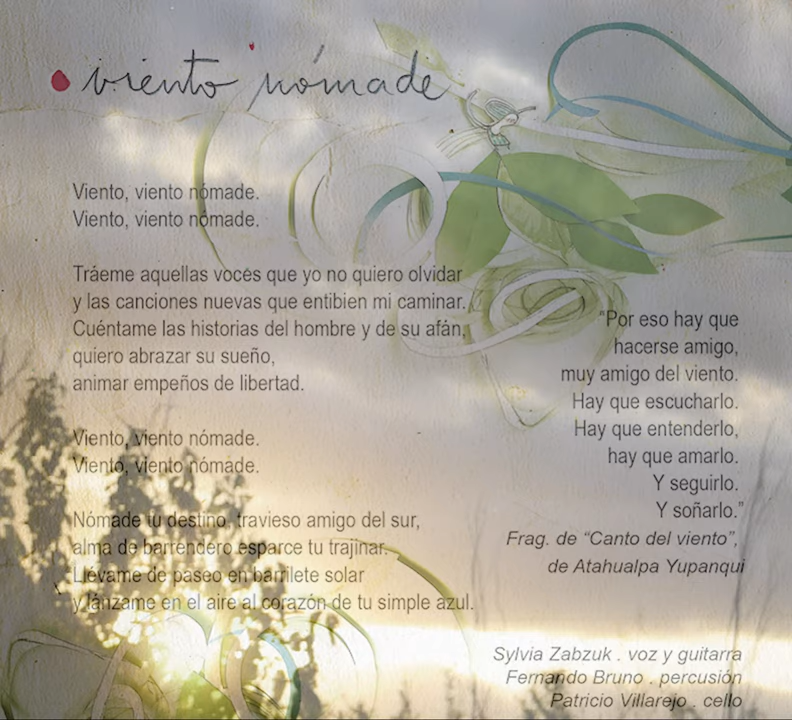 viento nómade
Viento, viento nómade.
Viento, viento nómade.
Tráeme aquellas voces que yo no quiero olvidar
y las canciones nuevas que entibien mi caminar.
Cuéntame las historias del hombre y de su afán,
quiero abrazar su sueño,
animar empeños de libertad.
Viento, viento nómade.
Viento, viento nómade.
Nómade tu destino, travieso amigo del sur,
alma de barrendero esparce tu trajinar.
Llévame de paseo en barrilete solar
y lánzame en el aire al corazón de tu simple azul.
“Por eso hay que
hacerse amigo,
muy amigo del viento.
Hay que escucharlo.
Hay que entenderlo,
hay que amarlo.
Y seguirlo.
Y soñarlo.”
Frag. de “Canto del viento”,
de Atahualpa Yupanqui
Sylvia Zabzuk . voz y guitarra
Fernando Bruno . percusión
Patricio Villarejo . cello